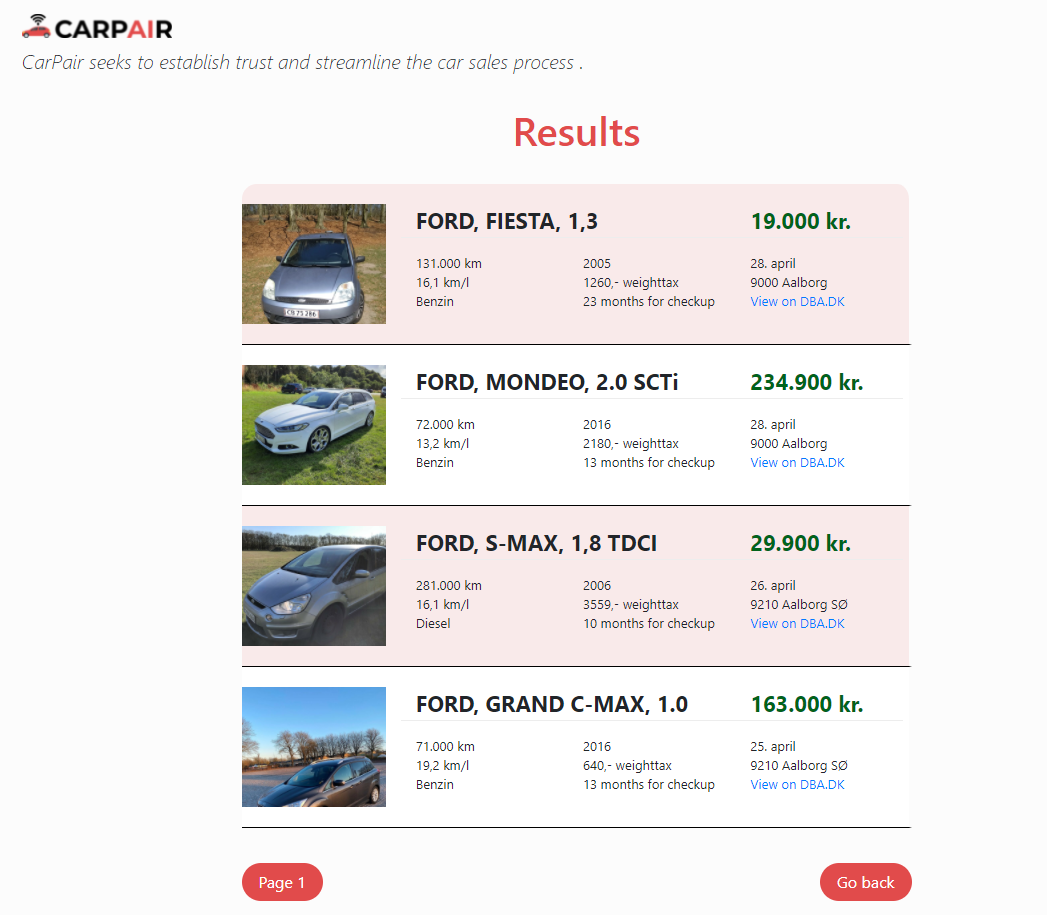 CARPAIR
CarPair seeks to establish trust and streamline the car sales process .
Results
FORD, FIESTA, 1,3
19.000 kr.
131.000 km
2005
28. april
16,1 km/l
1260,- weighttax
9000 Aalborg
Benzin
23 months for checkup
View on DBA.DK
CN 75 286
FORD, MONDEO, 2.0 SCTi
234.900 kr.
72.000 km
2016
28. april
13,2 km/l
2180,- weighttax
9000 Aalborg
Benzin
13 months for checkup
View on DBA.DK
FORD, S-MAX, 1,8 TDCI
29.900 kr.
281.000 km
2006
26. april
16,1 km/l
3559,- weighttax
9210 Aalborg SØ
Diesel
10 months for checkup
View on DBA.DK
FORD, GRAND C-MAX, 1.0
163.000 kr.
71.000 km
2016
25. april
19,2 km/l
640,- weighttax
9210 Aalborg SØ
Benzin
13 months for checkup
View on DBA.DK
Page 1
Go back